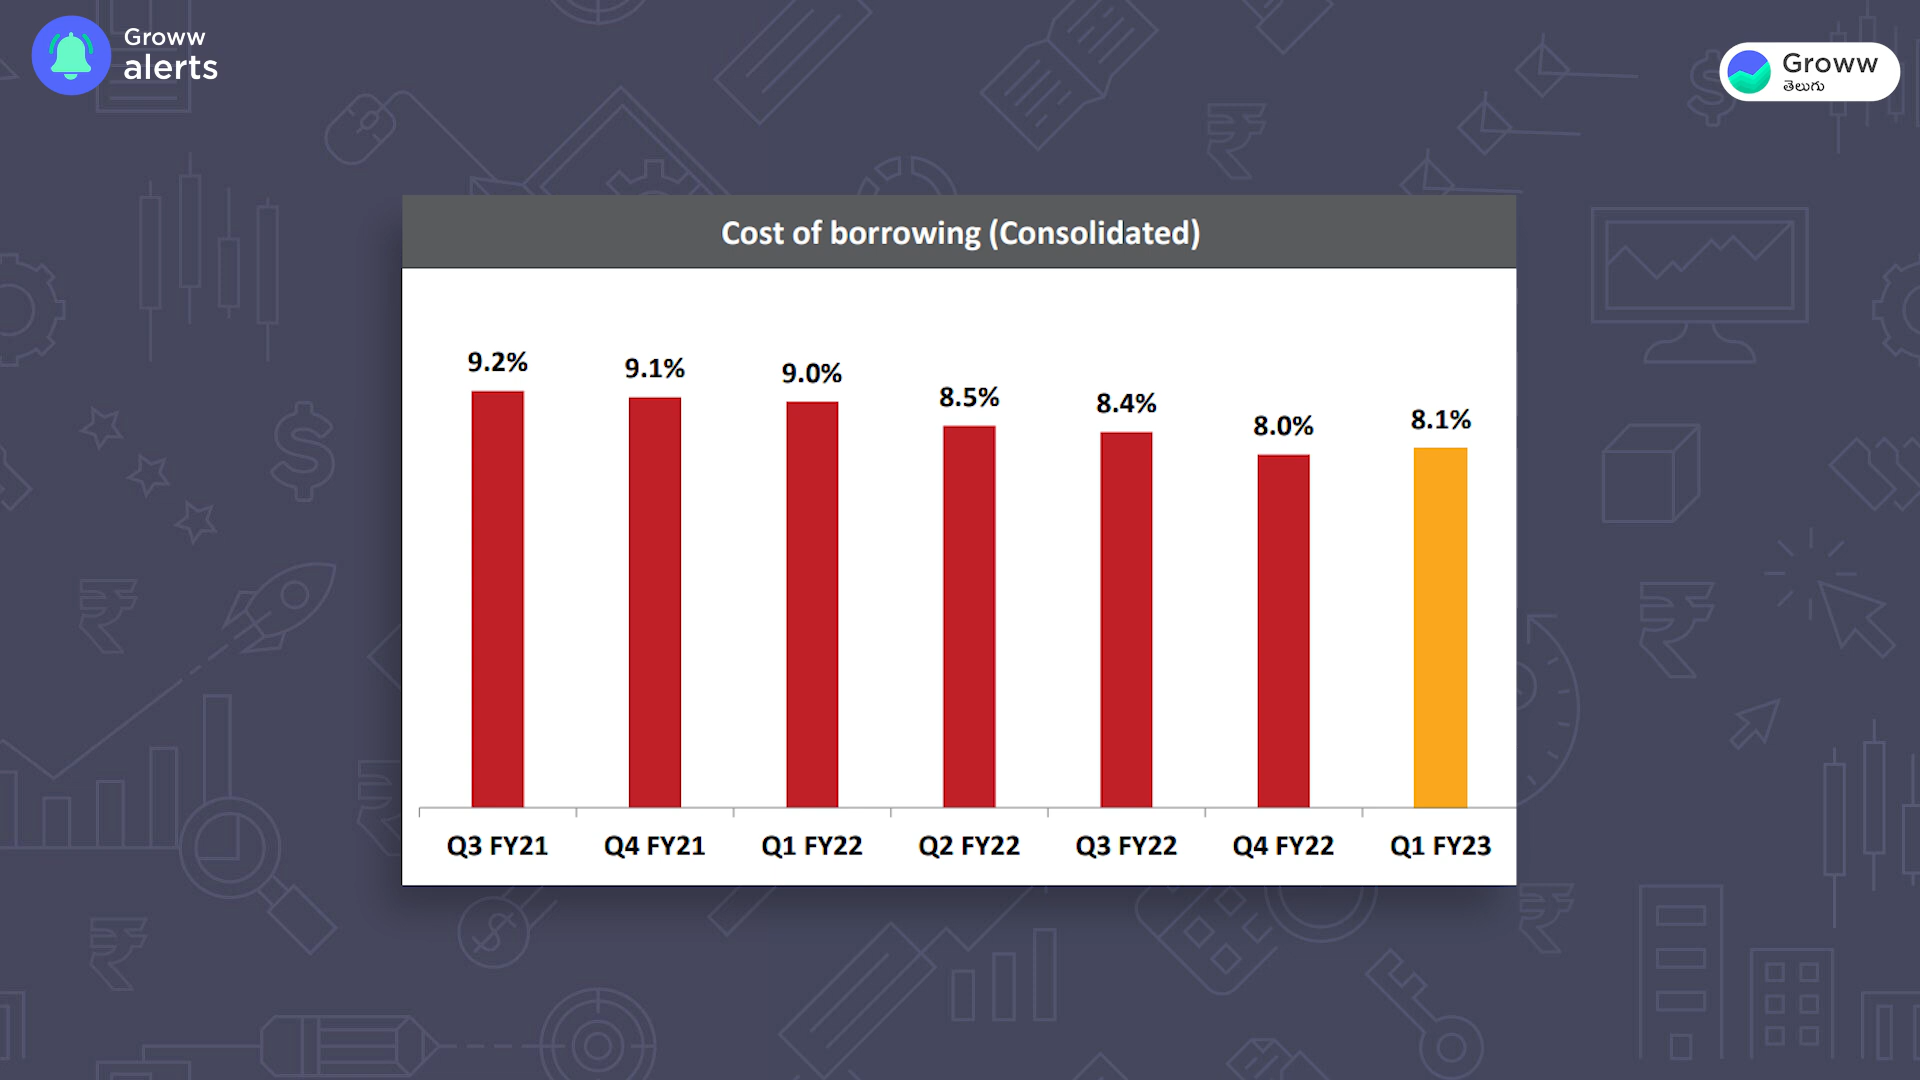 Groww
alerts
Groww
తెలుగు
Cost of borrowing (Consolidated)
9.2%
9.1%
9.0%
8.5%
8.4%
8.0%
8.1%
Q3 FY21
Q4 FY21
Q1 FY22
Q2 FY22
Q3 FY22
Q4 FY22
Q1 FY23